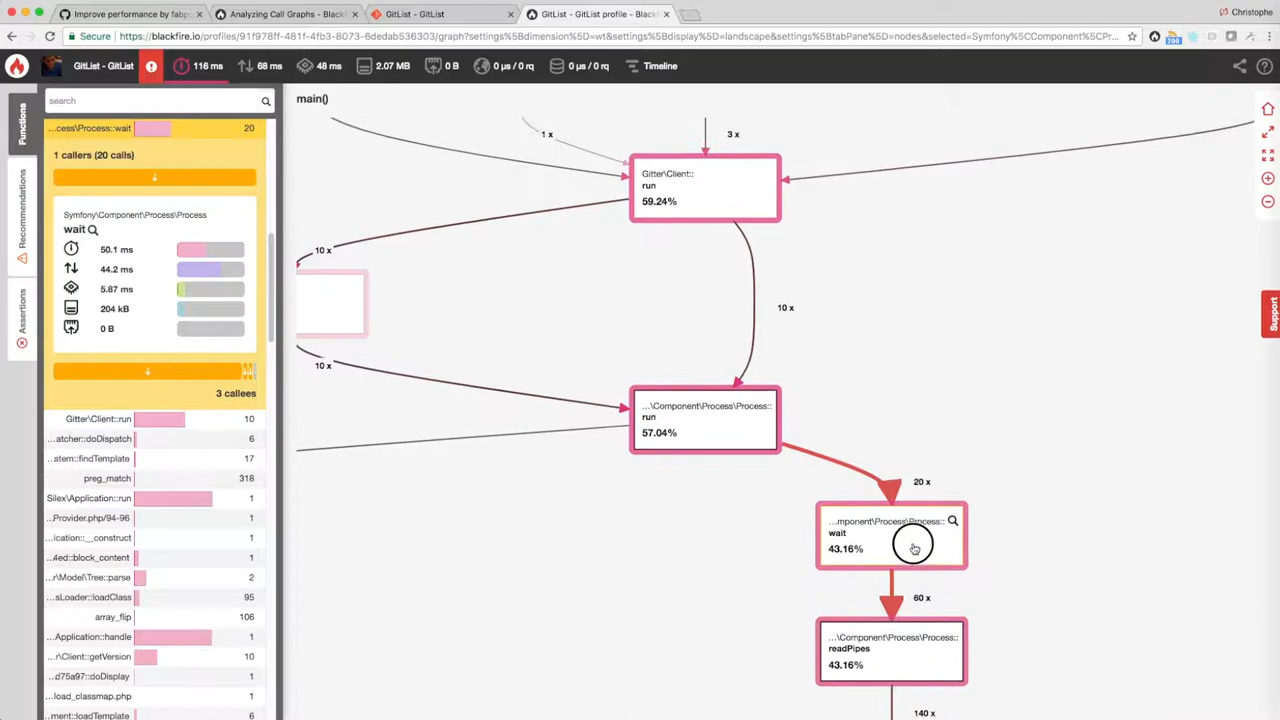 Improve performance by fabpo
Analyzing Call Graphs - Blackf
GitList - GitList
GitList - GitList profile - Black
Christophe
Secure
https://blackfire.io/profiles/91f978ff-481f-4fb3-8073-6dedab536303/graph?settings%5Bdimension%5D=wt&settings%5Bdisplay%5D=landscape&settings%5BtabPane%5D=nodes&selected=Symfony%5CComponent%5CPr...
GitList - GitList
116 ms
68 ms
48 ms
2.07 MB
0 B
0 µs / 0 rq
0 µs / 0 rq
Timeline
Functions
Recommendations
Assertions
search
...cess\Process::wait 20
1 callers (20 calls)
Symfony\Component\Process\Process
wait
50.1 ms
44.2 ms
5.87 ms
204 kB
0 B
3 callees
Gitter\Client::run 10
...atcher::doDispatch 6
...stem::findTemplate 17
preg_match 318
Silex\Application::run 1
...Provider.php/94-96 1
...ication::__construct 1
...4ed::block_content 1
...r\Model\Tree::parse 2
...sLoader::loadClass 95
array_flip 106
...Application::handle 1
...r\Client::getVersion 10
...d75a97::doDisplay 1
...load_classmap.php 1
...ment::loadTemplate 6
main()
1 x
3 x
Gitter\Client::
run
59.24%
10 x
10 x
10 x
...\Component\Process\Process::
run
57.04%
20 x
...mponent\Process\Process::
wait
43.16%
60 x
...\Component\Process\Process::
readPipes
43.16%
140 x
Support